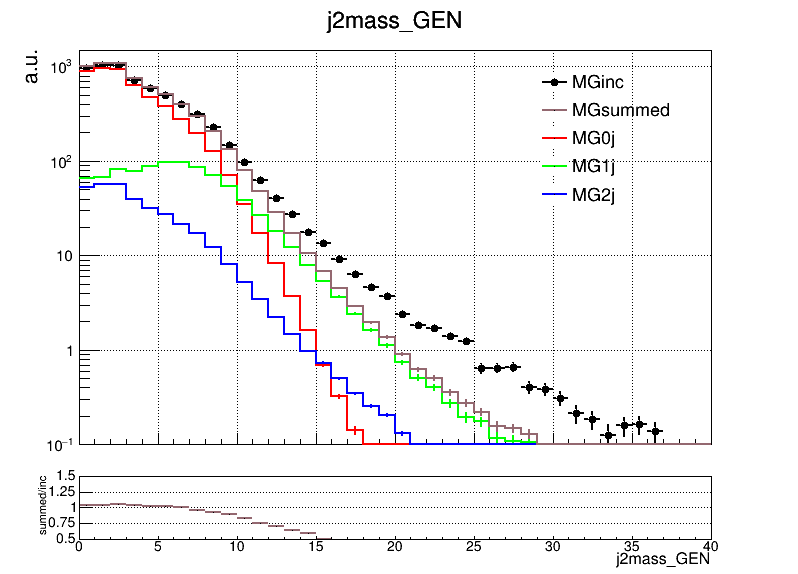 j2mass_GEN
a.u.
10³
10²
10
1
10⁻¹
MGinc
MGsummed
MG0j
MG1j
MG2j
summed/inc
1.5
1.25
1
0.75
0.5
0 5 10 15 20 25 30 35 40
j2mass_GEN